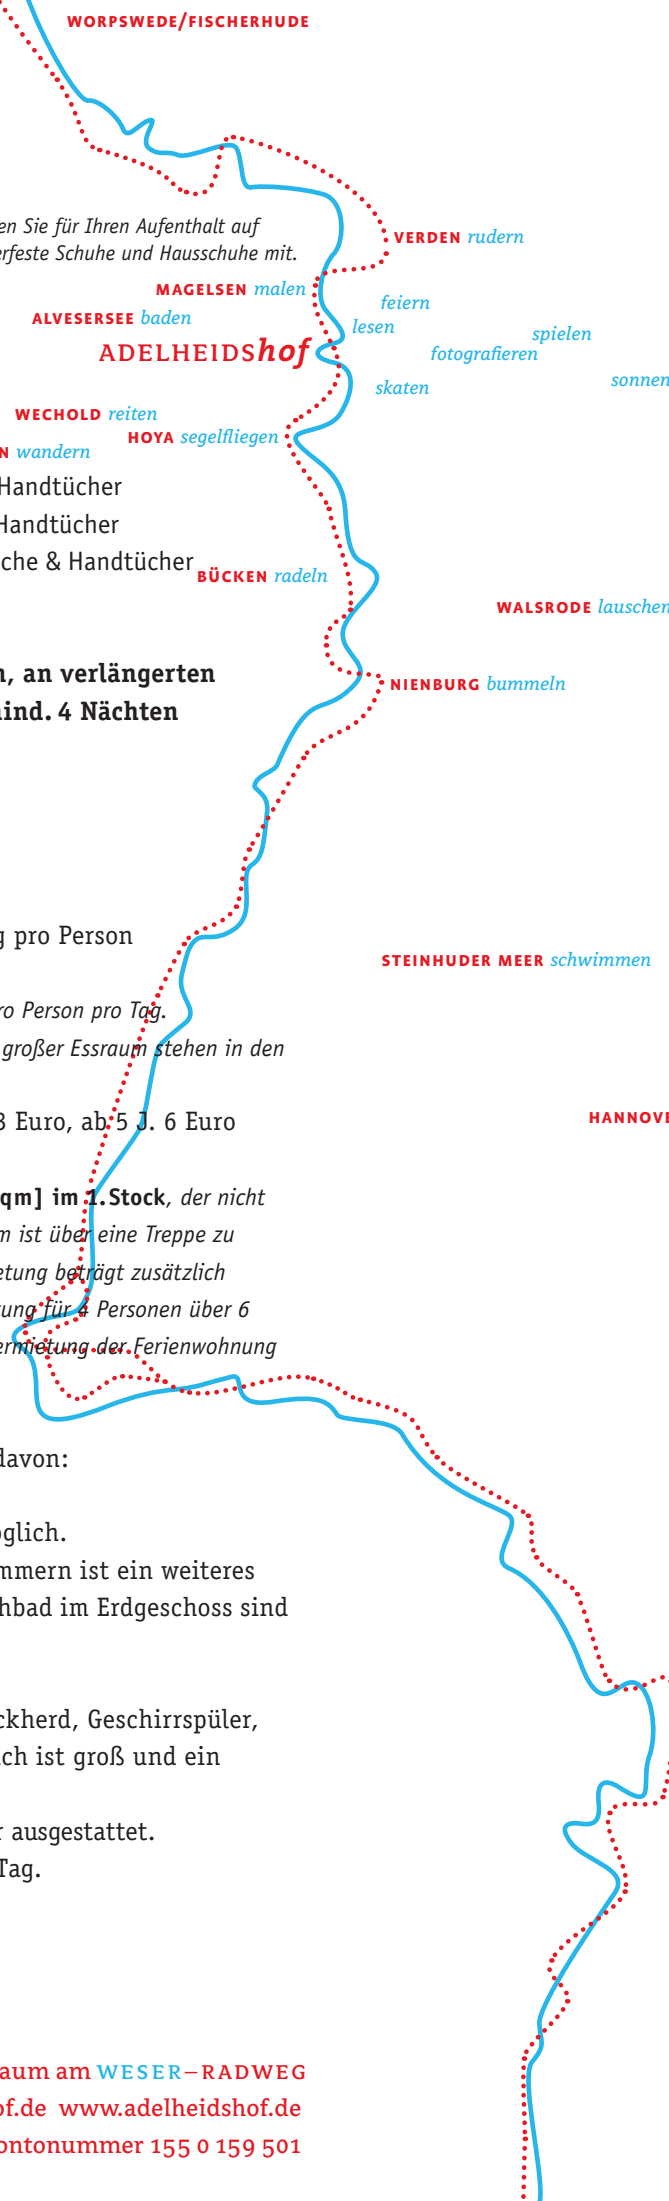 WORPSWEDE/FISCHERHUDE
en Sie für Ihren Aufenthalt auf
erfeste Schuhe und Hausschuhe mit.
VERDEN rudern
MAGELSEN malen
feiern
ALVESERSEE baden
lesen
spielen
ADELHEIDShof
fotografieren
sonnen
skaten
WECHOLD reiten
HOYA segelfliegen
N wandern
Handtücher
Handtücher
che & Handtücher
BÜCKEN radeln
WALSRODE lauschen
n, an verlängerten
NIENBURG bummeln
ind. 4 Nächten
g pro Person
STEINHUDER MEER schwimmen
ro Person pro Tag.
großer Essraum stehen in den
3 Euro, ab 5 J. 6 Euro
HANNOVE
qm] im 1. Stock, der nicht
m ist über eine Treppe zu
etung beträgt zusätzlich
ung für 4 Personen über 6
ermietung der Ferienwohnung
davon:
öglich.
mmern ist ein weiteres
hbad im Erdgeschoss sind
ckherd, Geschirrspüler,
ch ist groß und ein
r ausgestattet.
Tag.
aum am WESER–RADWEG
of.de www.adelheidshof.de
ontonummer 155 0 159 501